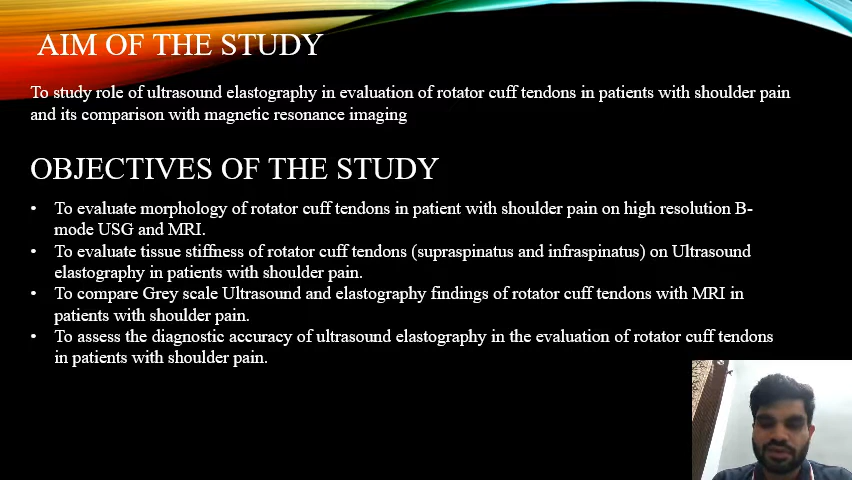 AIM OF THE STUDY
To study role of ultrasound elastography in evaluation of rotator cuff tendons in patients with shoulder pain
and its comparison with magnetic resonance imaging
OBJECTIVES OF THE STUDY
• To evaluate morphology of rotator cuff tendons in patient with shoulder pain on high resolution B-
mode USG and MRI.
• To evaluate tissue stiffness of rotator cuff tendons (supraspinatus and infraspinatus) on Ultrasound
elastography in patients with shoulder pain.
• To compare Grey scale Ultrasound and elastography findings of rotator cuff tendons with MRI in
patients with shoulder pain.
• To assess the diagnostic accuracy of ultrasound elastography in the evaluation of rotator cuff tendons
in patients with shoulder pain.